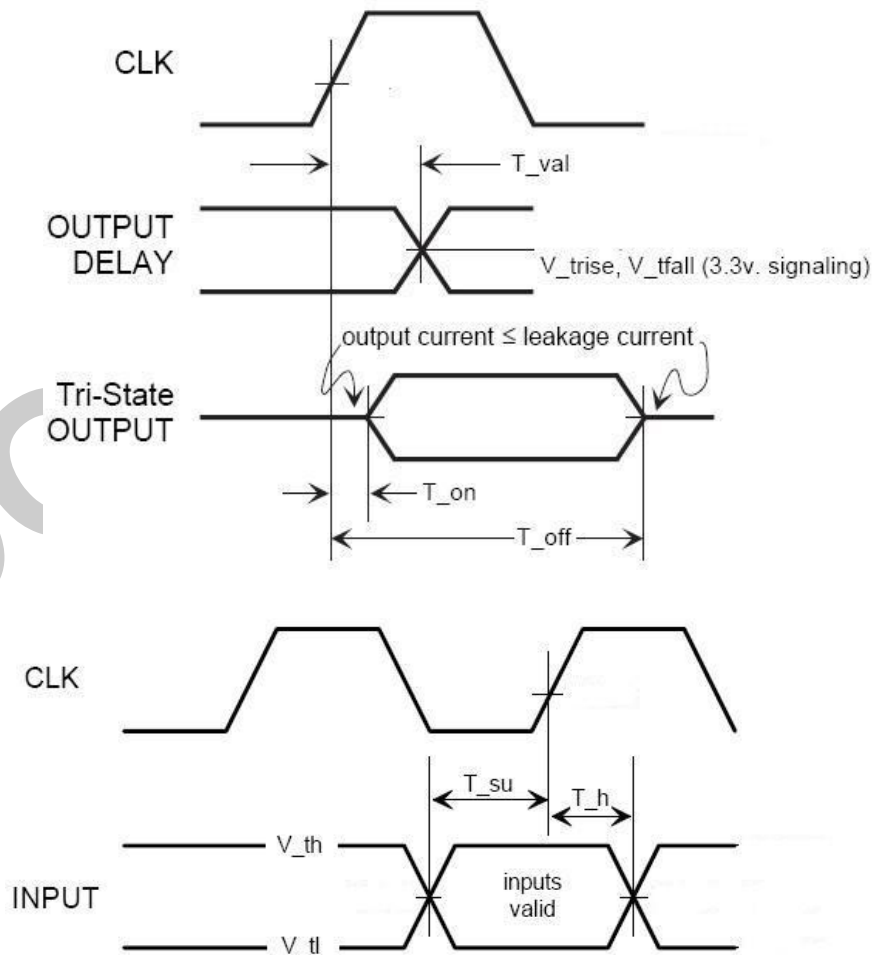 CLK
T_val
OUTPUT
DELAY
V_trise, V_tfall (3.3v. signaling)
output current ≤ leakage current
Tri-State
OUTPUT
T_on
T_off
CLK
T_su
T_h
V_th
INPUT
inputs
valid
V_tl